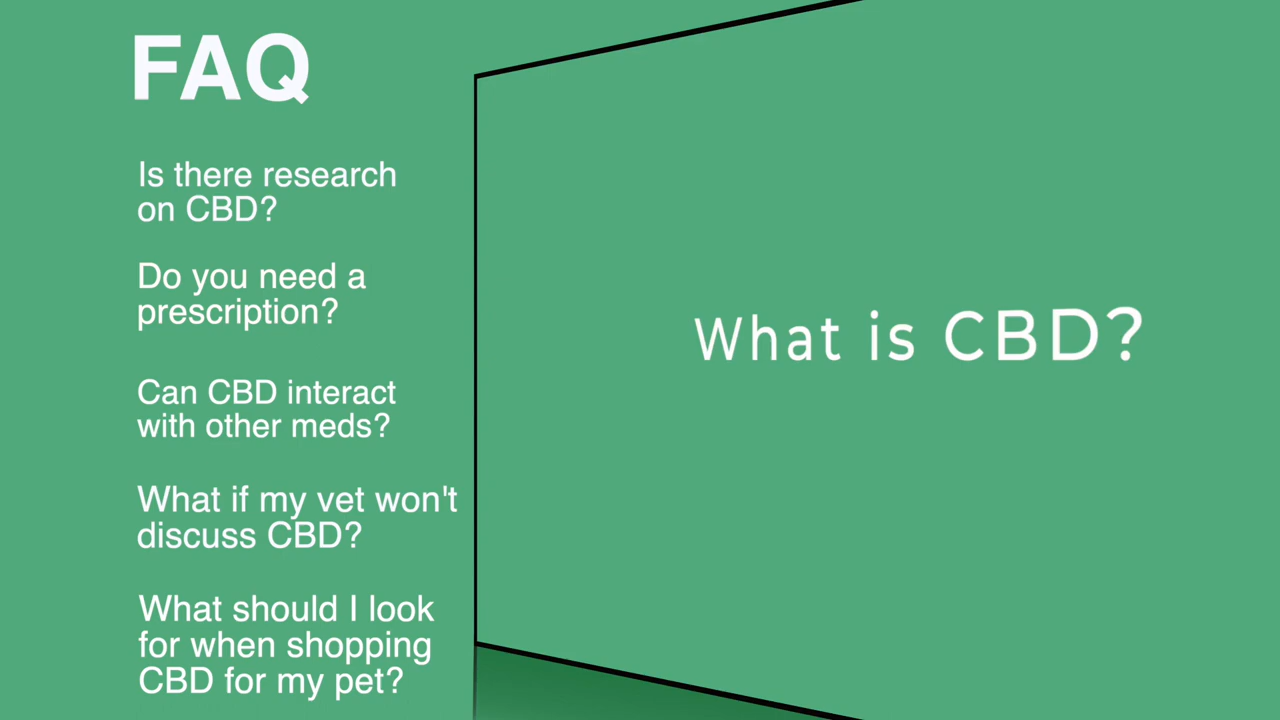 FAQ
Is there research
on CBD?
Do you need a
prescription?
Can CBD interact
with other meds?
What if my vet won't
discuss CBD?
What should I look
for when shopping
CBD for my pet?
What is CBD?